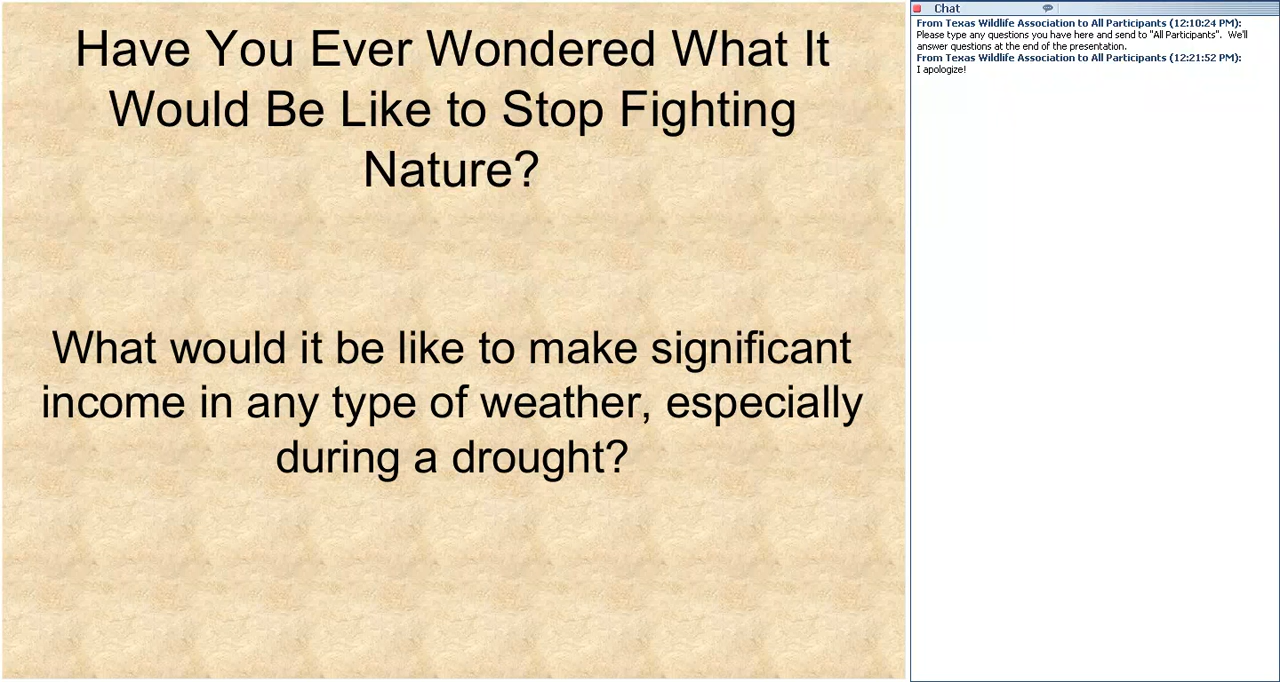 Have You Ever Wondered What It
Would Be Like to Stop Fighting
Nature?
What would it be like to make significant
income in any type of weather, especially
during a drought?
Chat
From Texas Wildlife Association to All Participants (12:10:24 PM):
Please type any questions you have here and send to "All Participants". We'll
answer questions at the end of the presentation.
From Texas Wildlife Association to All Participants (12:21:52 PM):
I apologize!